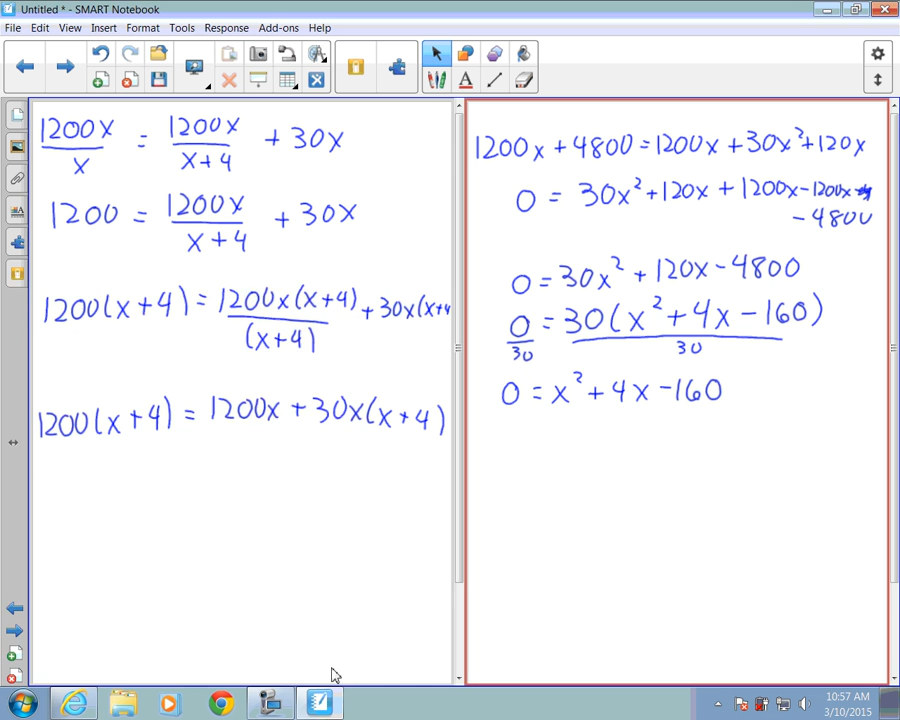 Untitled * - SMART Notebook
File Edit View Insert Format Tools Response Add-ons Help
1200x/x = 1200x/(x+4) + 30x
1200 = 1200x/(x+4) + 30x
1200(x+4) = 1200x(x+4)/(x+4) + 30x(x+4
1200(x+4) = 1200x + 30x(x+4)
1200x + 4800 = 1200x + 30x² + 120x
0 = 30x² + 120x + 1200x - 1200x
- 4800
0 = 30x² + 120x - 4800
0/30 = 30(x² + 4x - 160)/30
0 = x² + 4x - 160
10:57 AM
3/10/2015